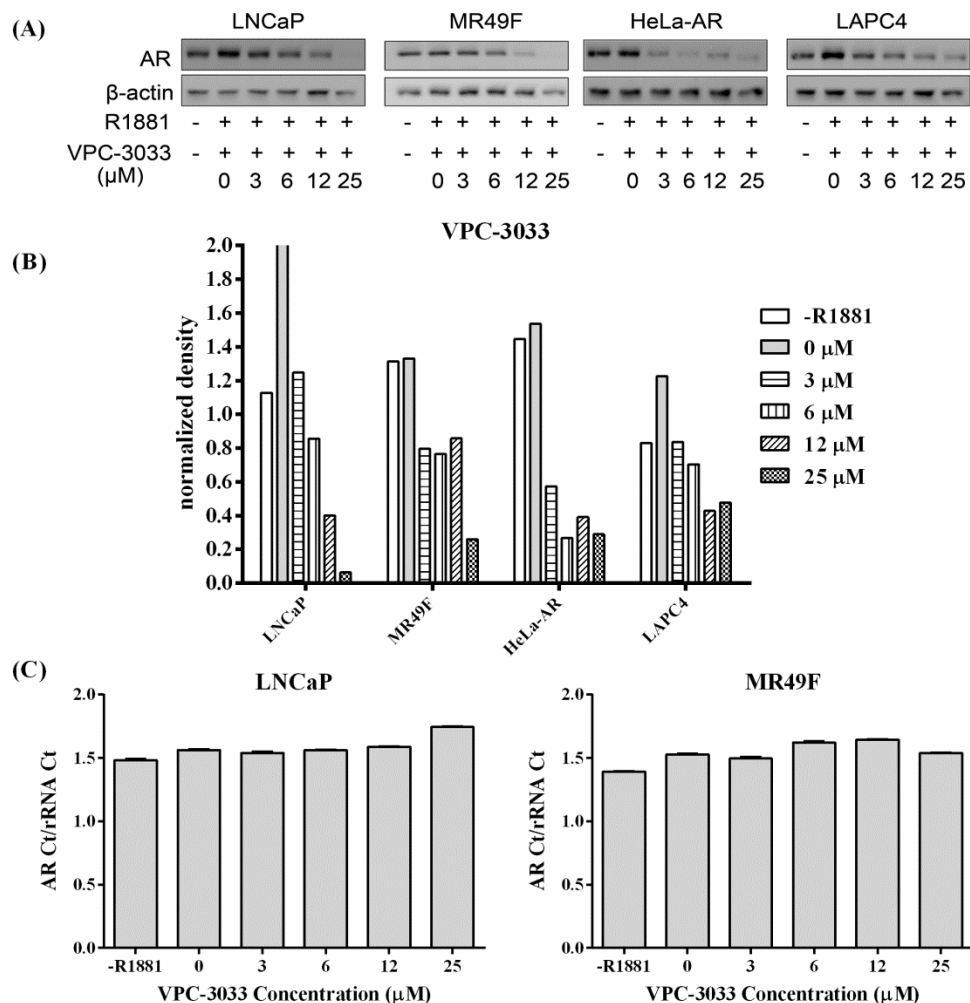 (A)
LNCaP MR49F HeLa-AR LAPC4
AR
β-actin
R1881 - + + + + + - + + + + + - + + + + + - + + + + +
VPC-3033 - + + + + + - + + + + + - + + + + + - + + + + +
(µM) 0 3 6 12 25 0 3 6 12 25 0 3 6 12 25 0 3 6 12 25
(B)
VPC-3033
normalized density
2.0
1.6
1.4
1.2
1.0
0.8
0.6
0.4
0.2
0.0
LNCaP
MR49F
HeLa-AR
LAPC4
-R1881
0 µM
3 µM
6 µM
12 µM
25 µM
(C)
LNCaP
AR Ct/rRNA Ct
2.0
1.5
1.0
0.5
0.0
-R1881 0 3 6 12 25
VPC-3033 Concentration (µM)
MR49F
AR Ct/rRNA Ct
2.0
1.5
1.0
0.5
0.0
-R1881 0 3 6 12 25
VPC-3033 Concentration (µM)